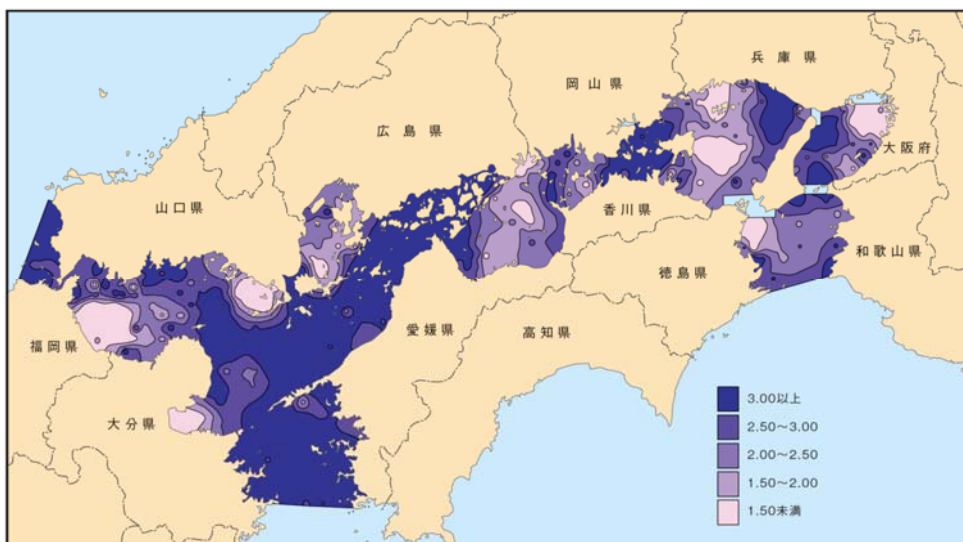 兵庫県
岡山県
広島県
大阪府
山口県
香川県
和歌山県
徳島県
愛媛県
高知県
福岡県
大分県
3.00以上
2.50～3.00
2.00～2.50
1.50～2.00
1.50未満